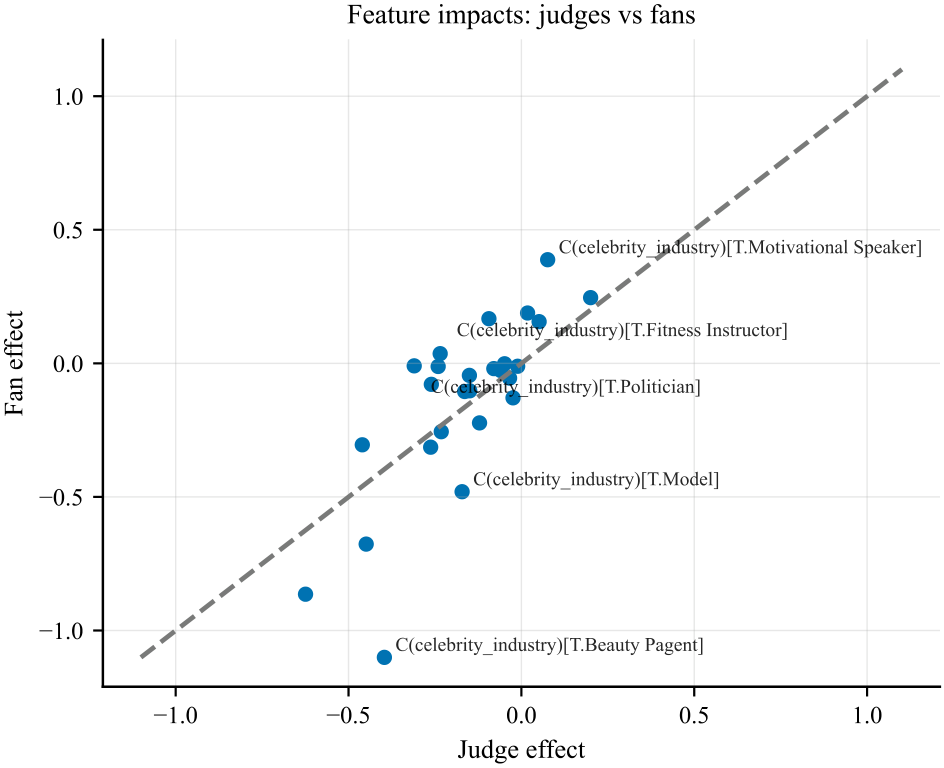 Feature impacts: judges vs fans
1.0
0.5
0.0
−0.5
−1.0
Fan effect
C(celebrity_industry)[T.Motivational Speaker]
C(celebrity_industry)[T.Fitness Instructor]
C(celebrity_industry)[T.Politician]
C(celebrity_industry)[T.Model]
C(celebrity_industry)[T.Beauty Pagent]
−1.0 −0.5 0.0 0.5 1.0
Judge effect